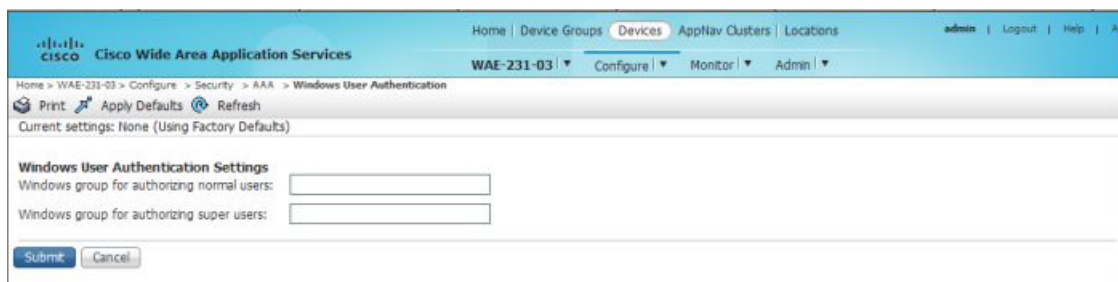 Home | Device Groups | Devices | AppNav Clusters | Locations
admin | Logout | Help |
CISCO Cisco Wide Area Application Services
WAE-231-03 Configure Monitor Admin
Home > WAE-231-03 > Configure > Security > AAA > Windows User Authentication
Print Apply Defaults Refresh
Current settings: None (Using Factory Defaults)
Windows User Authentication Settings
Windows group for authorizing normal users:
Windows group for authorizing super users:
Submit Cancel